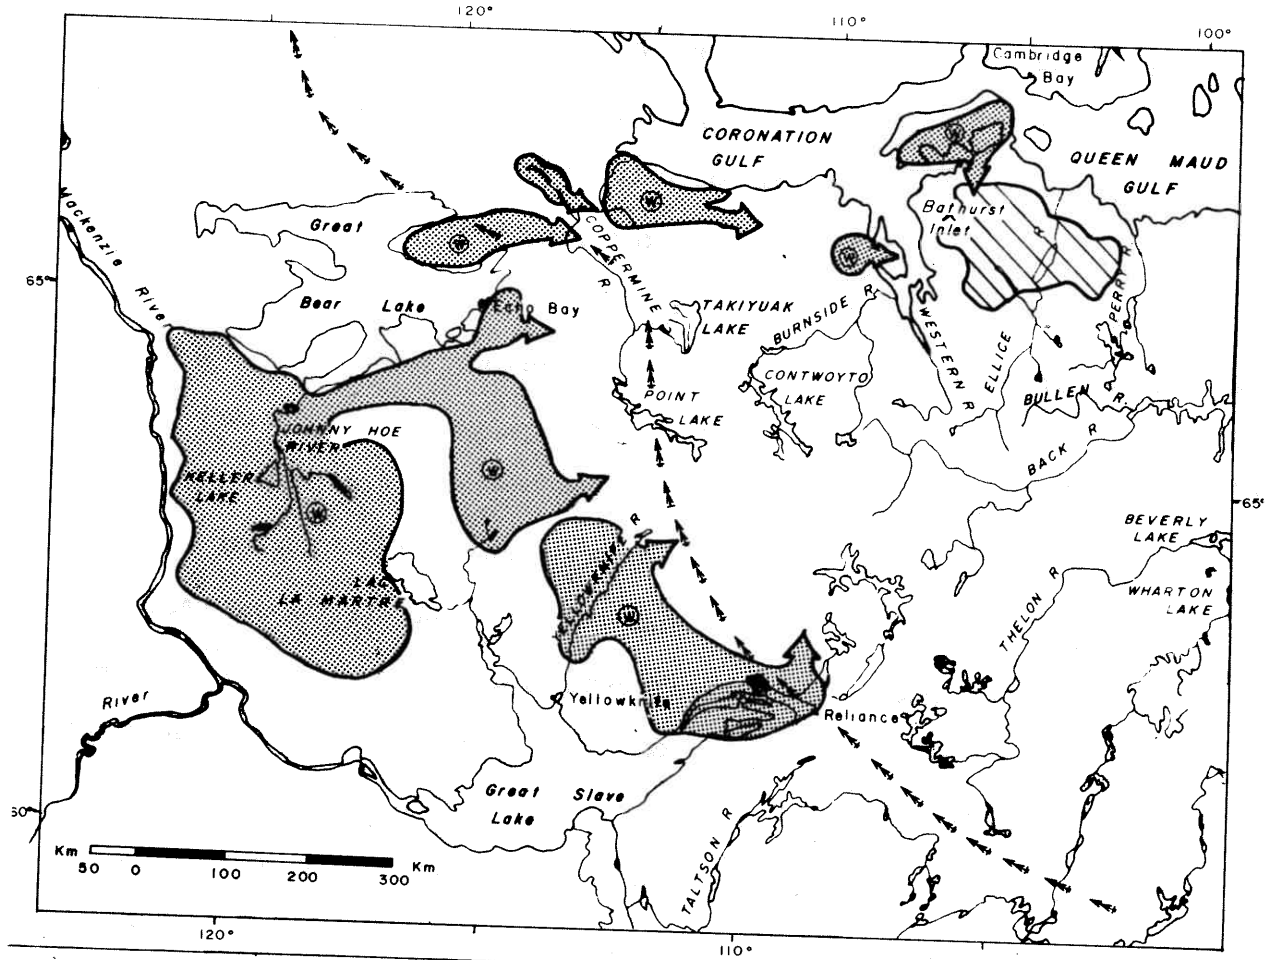 120°
110°
100°
Cambridge
Bay
CORONATION
GULF
QUEEN MAUD
GULF
Mackenzie
River
Great
Bear Lake
COPPERMINE
R
Bathurst
Inlet
R
65°
Echo Bay
TAKIYUAK
LAKE
BURNSIDE R
WESTERN R
ELLICE
PERRY R
POINT
LAKE
CONTWOYTO
LAKE
BULLEN R.
BACK R
JOHNNY HOE
RIVER
KELLER
LAKE
65°
BEVERLY
LAKE
WHARTON
LAKE
THELON R
YELLOWKNIFE R
LAC
LA MARTRE
W
W
W
W
W
W
W
Yellowknife
Reliance
River
Great Slave
Lake
TALTSON R
Km
50 0 100 200 300
Km
120°
110°